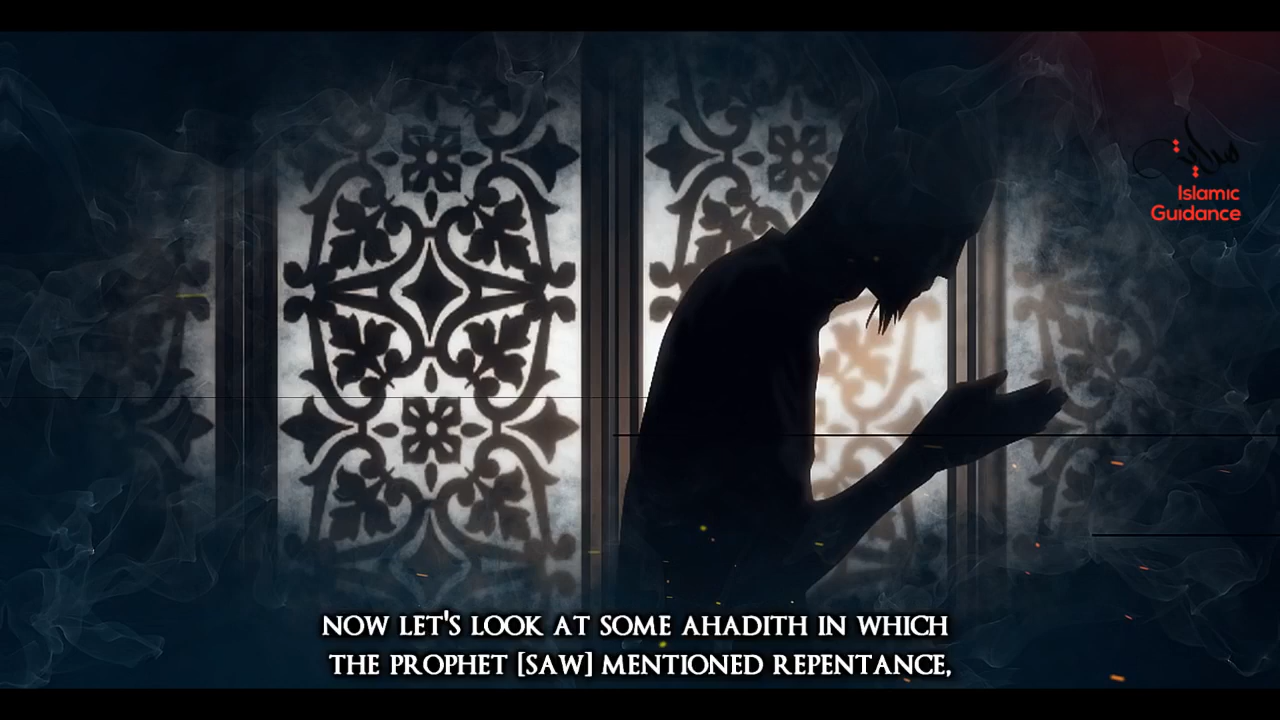 Islamic
Guidance
NOW LET'S LOOK AT SOME AHADITH IN WHICH
THE PROPHET [SAW] MENTIONED REPENTANCE,